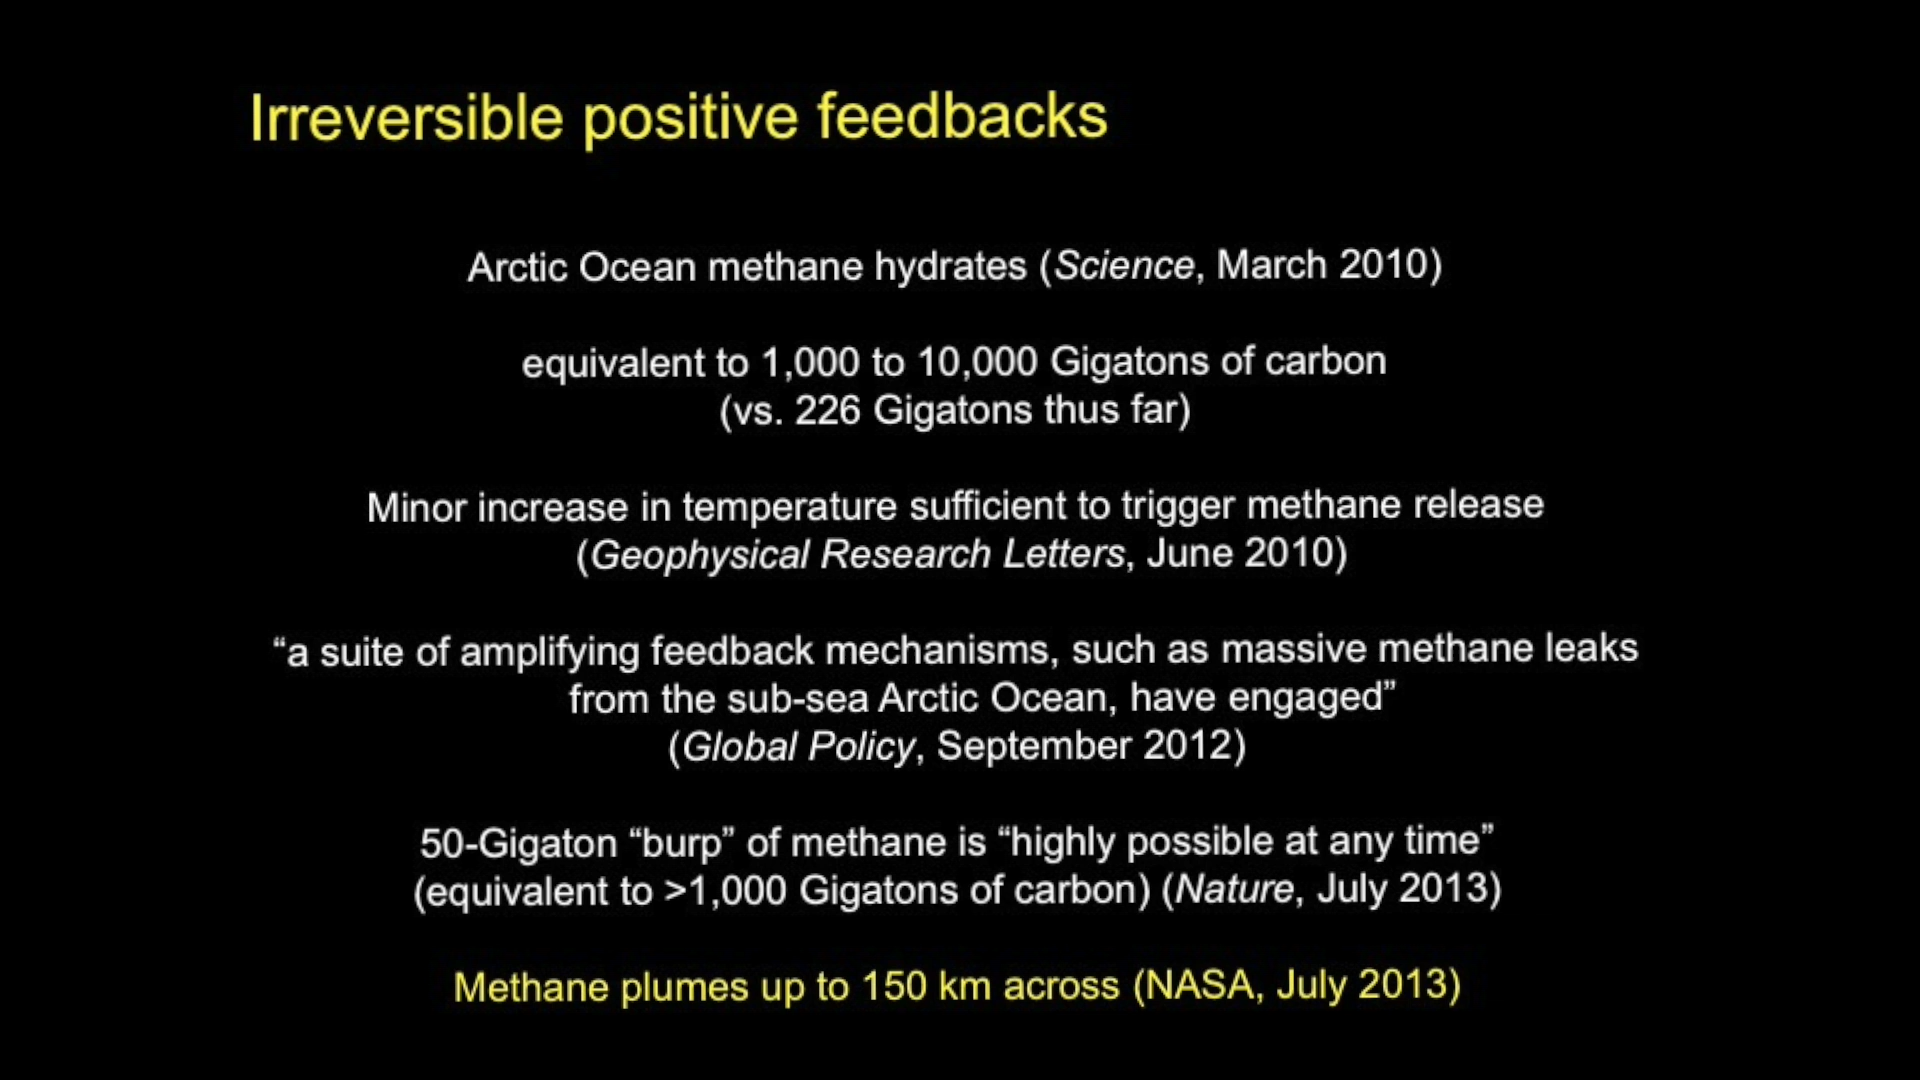 Irreversible positive feedbacks
Arctic Ocean methane hydrates (Science, March 2010)
equivalent to 1,000 to 10,000 Gigatons of carbon
(vs. 226 Gigatons thus far)
Minor increase in temperature sufficient to trigger methane release
(Geophysical Research Letters, June 2010)
“a suite of amplifying feedback mechanisms, such as massive methane leaks
from the sub-sea Arctic Ocean, have engaged”
(Global Policy, September 2012)
50-Gigaton “burp” of methane is “highly possible at any time”
(equivalent to >1,000 Gigatons of carbon) (Nature, July 2013)
Methane plumes up to 150 km across (NASA, July 2013)